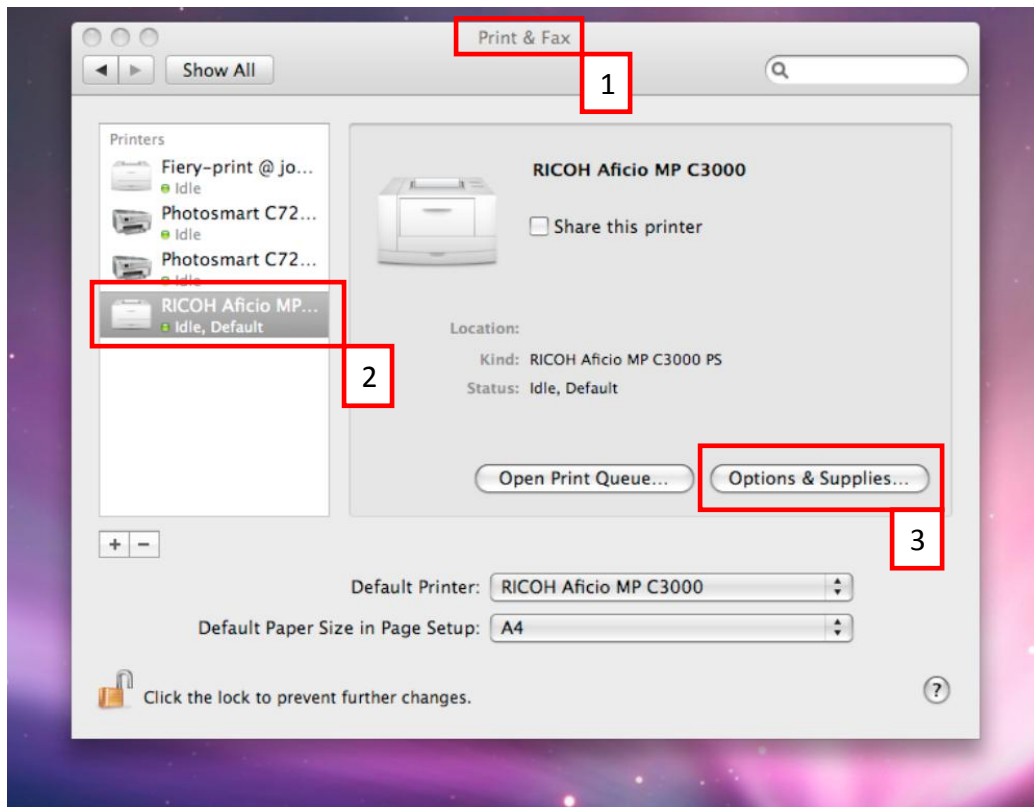 Print & Fax
1
Show All
Printers
Fiery-print @ jo...
Idle
Photosmart C72...
Idle
Photosmart C72...
Idle
RICOH Aficio MP...
Idle, Default
2
RICOH Aficio MP C3000
Share this printer
Location:
Kind: RICOH Aficio MP C3000 PS
Status: Idle, Default
Open Print Queue...
Options & Supplies...
3
+ −
Default Printer: RICOH Aficio MP C3000
Default Paper Size in Page Setup: A4
Click the lock to prevent further changes.
?